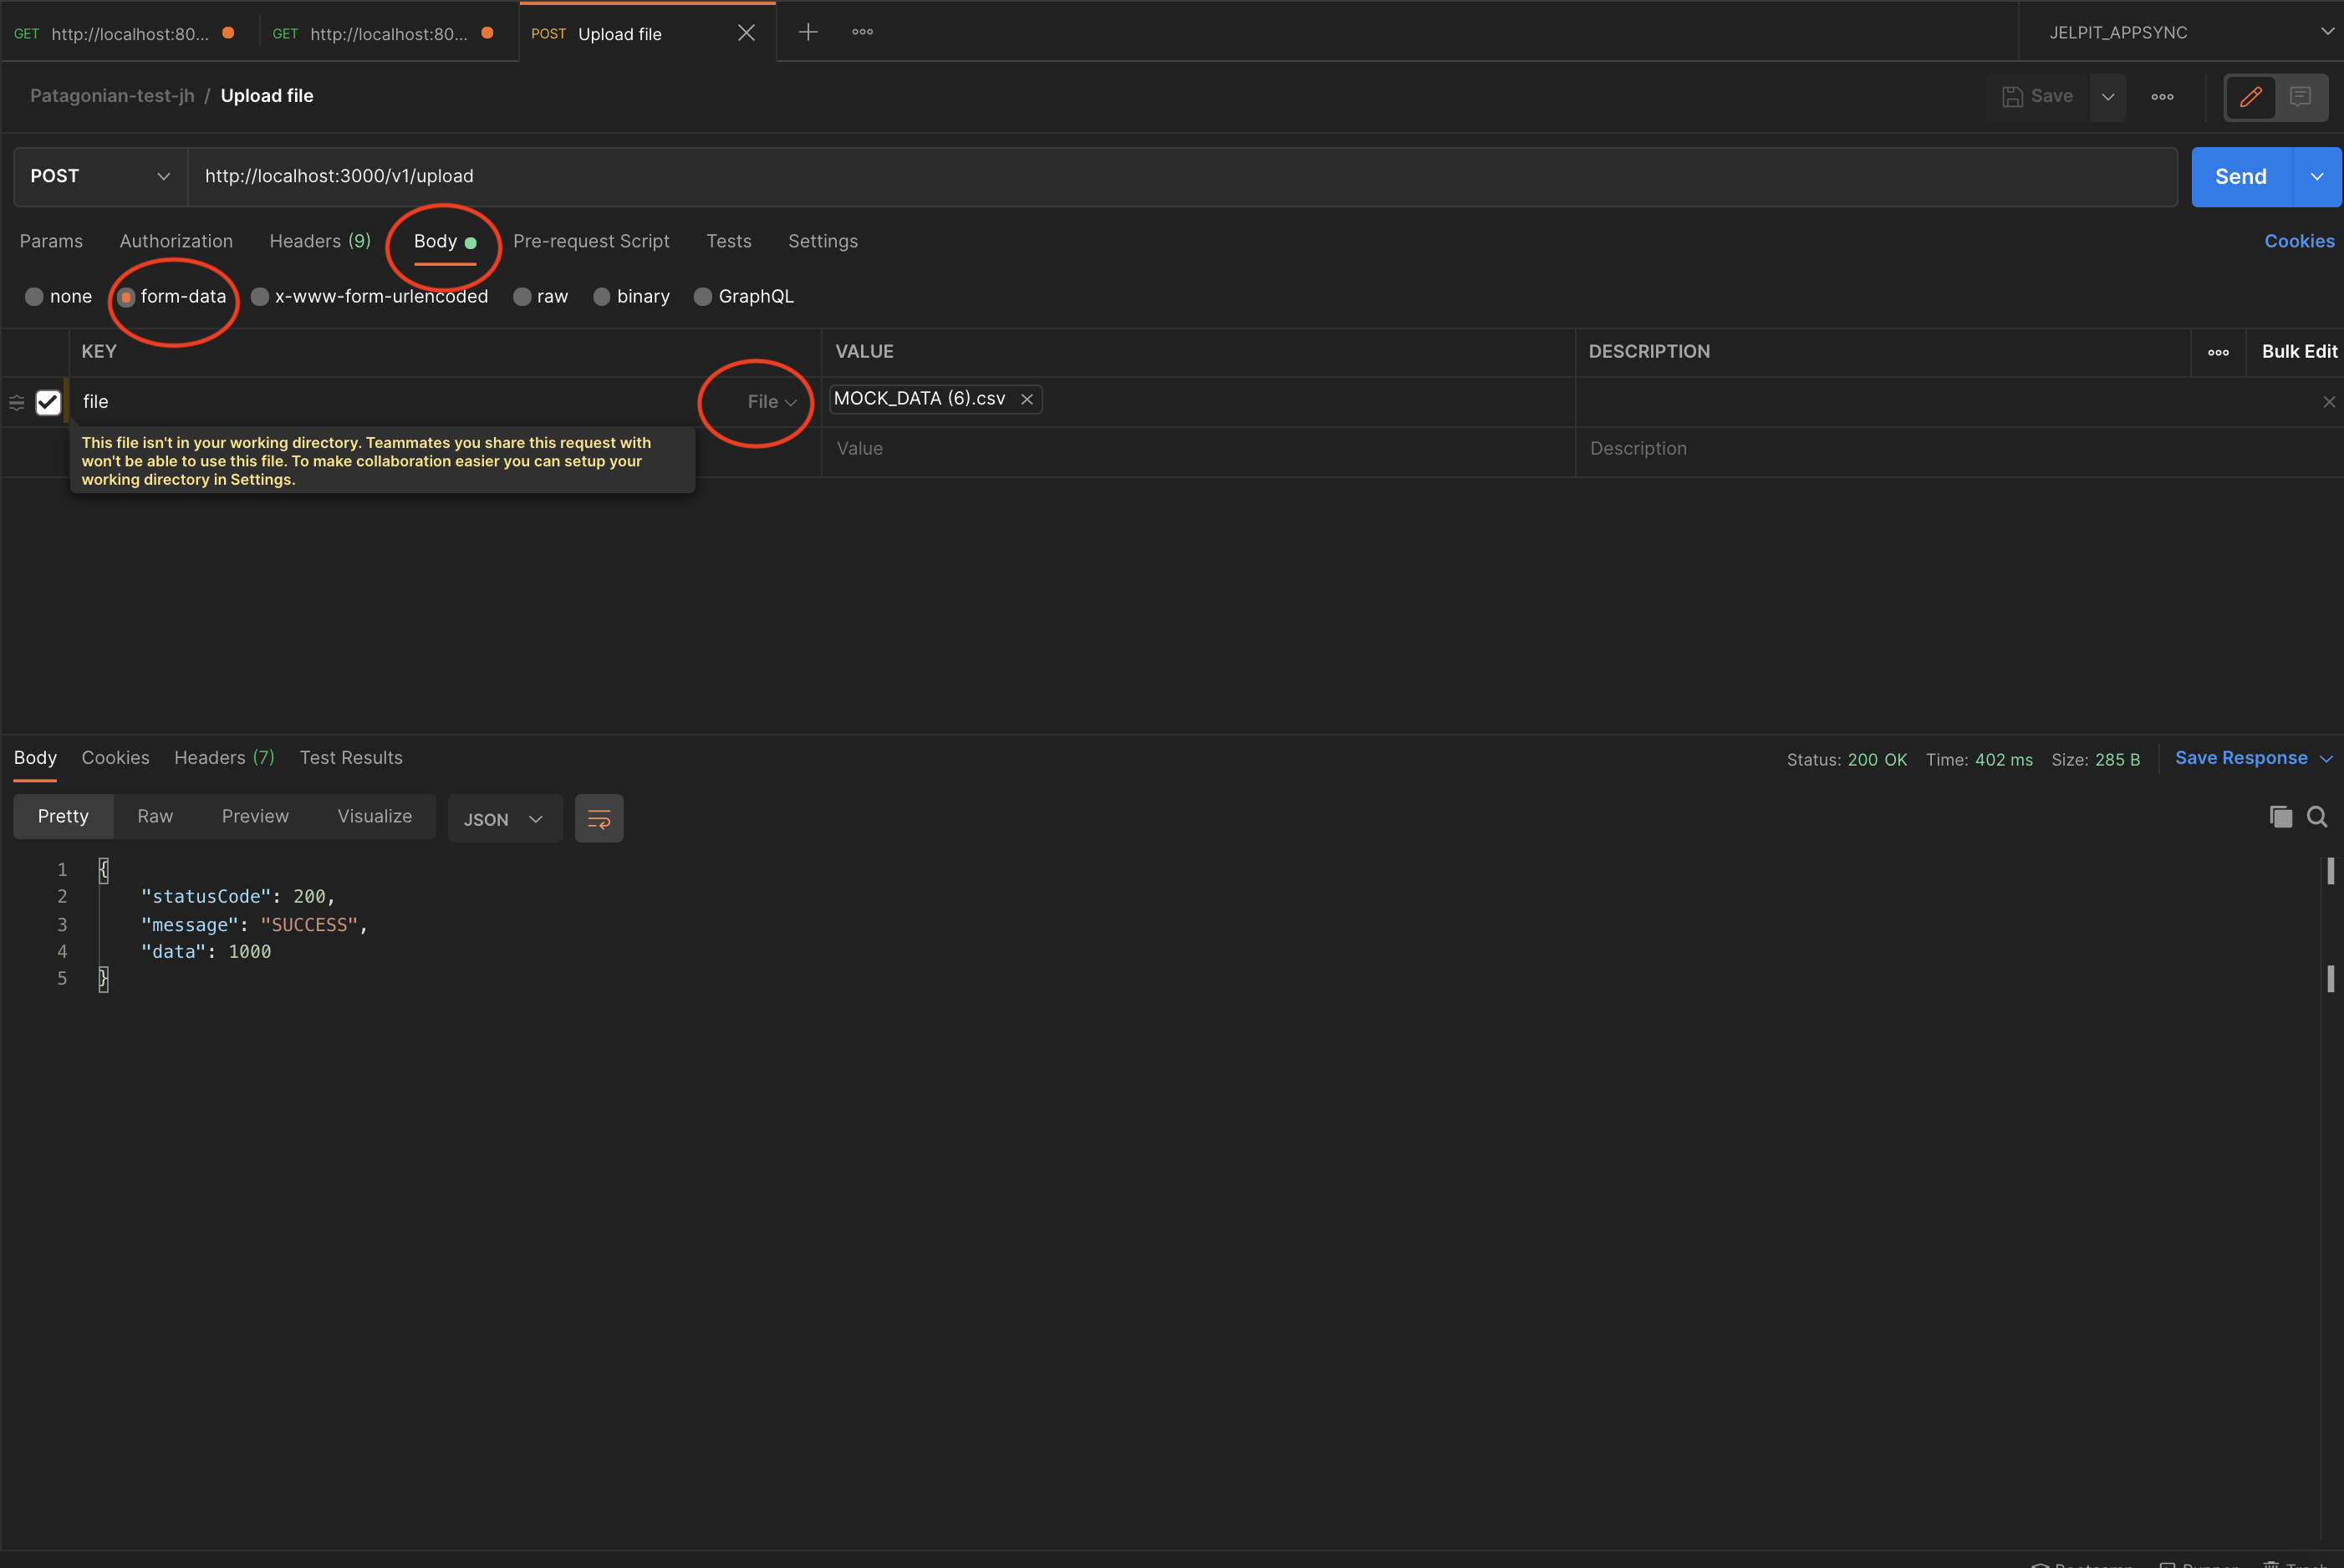 GET http://localhost:80... GET http://localhost:80... POST Upload file JELPIT_APPSYNC
Patagonian-test-jh / Upload file Save
POST http://localhost:3000/v1/upload Send
Params Authorization Headers (9) Body Pre-request Script Tests Settings Cookies
none form-data x-www-form-urlencoded raw binary GraphQL
KEY VALUE DESCRIPTION Bulk Edit
file File MOCK_DATA (6).csv
Value Description
This file isn't in your working directory. Teammates you share this request with
won't be able to use this file. To make collaboration easier you can setup your
working directory in Settings.
Body Cookies Headers (7) Test Results Status: 200 OK Time: 402 ms Size: 285 B Save Response
Pretty Raw Preview Visualize JSON
1 {
2 "statusCode": 200,
3 "message": "SUCCESS",
4 "data": 1000
5 }